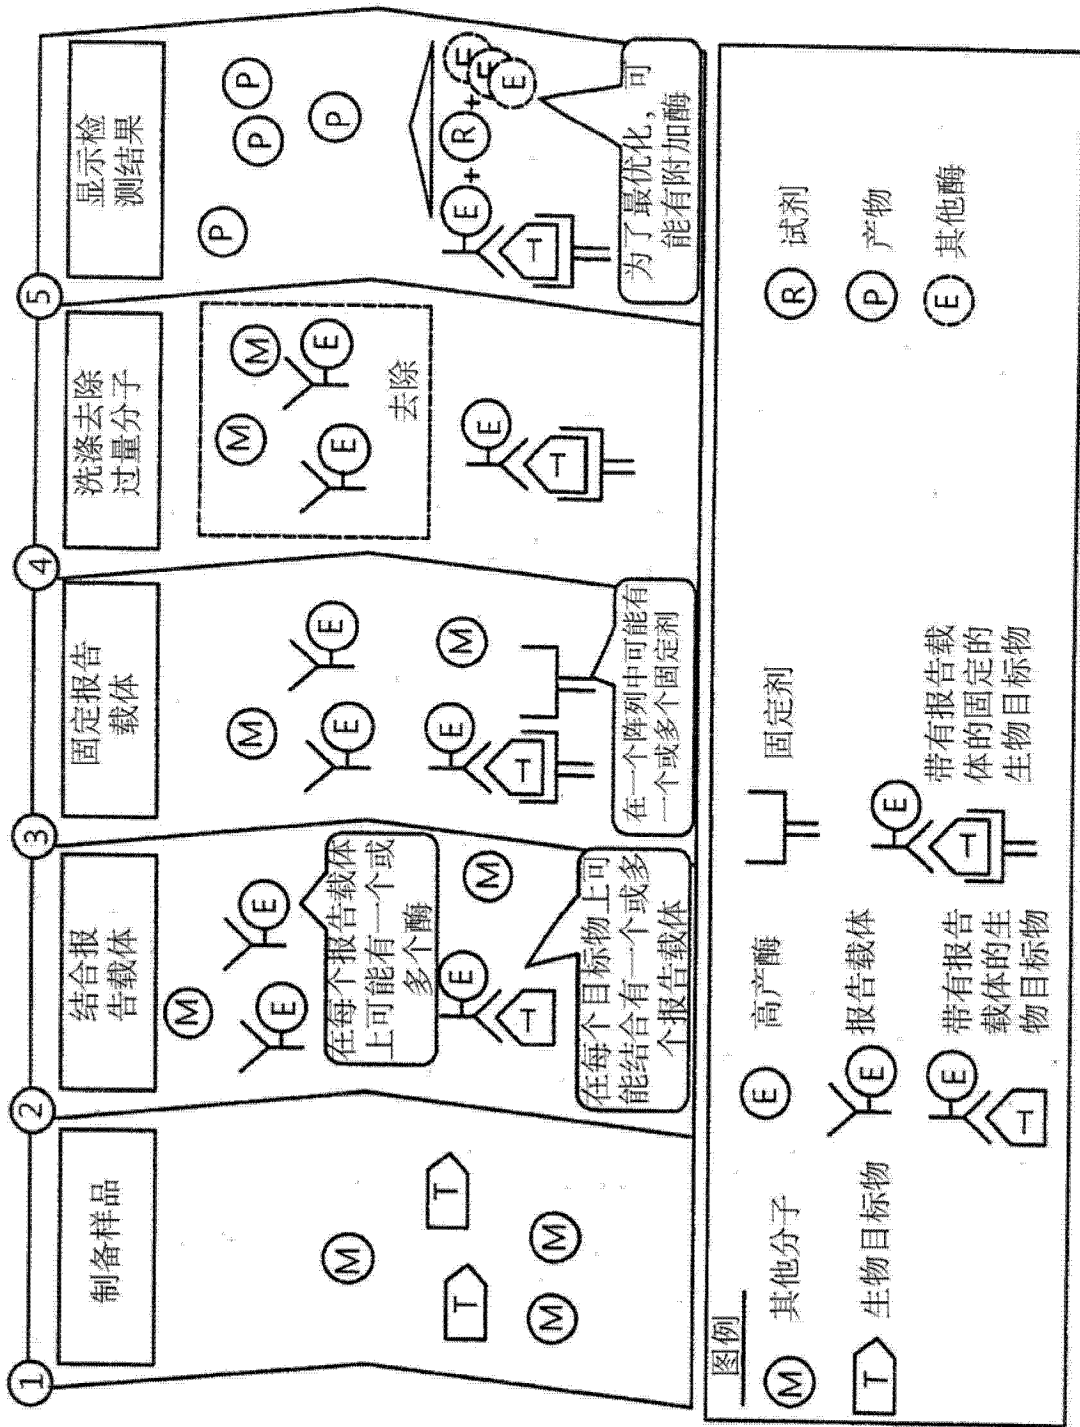 1
制备样品
M
T
T
M
M
2
结合报
告载体
M
E
E
在每个报告载体
上可能有一个或
多个酶
E
T
M
在每个目标物上可
能结合有一个或多
个报告载体
3
固定报告
载体
M
E
E
E
T
M
在一个阵列中可能有
一个或多个固定剂
4
洗涤去除
过量分子
M
M
E
E
去除
E
T
5
显示检
测结果
P
P
P
P
E
+
R
+
E
E
E
T
为了最优化，可
能有附加酶
图例
M
其他分子
E
高产酶
固定剂
R
试剂
T
生物目标物
E
报告载体
P
产物
E
T
带有报告
载体的生
物目标物
E
T
带有报告载
体的固定的
生物目标物
E
其他酶